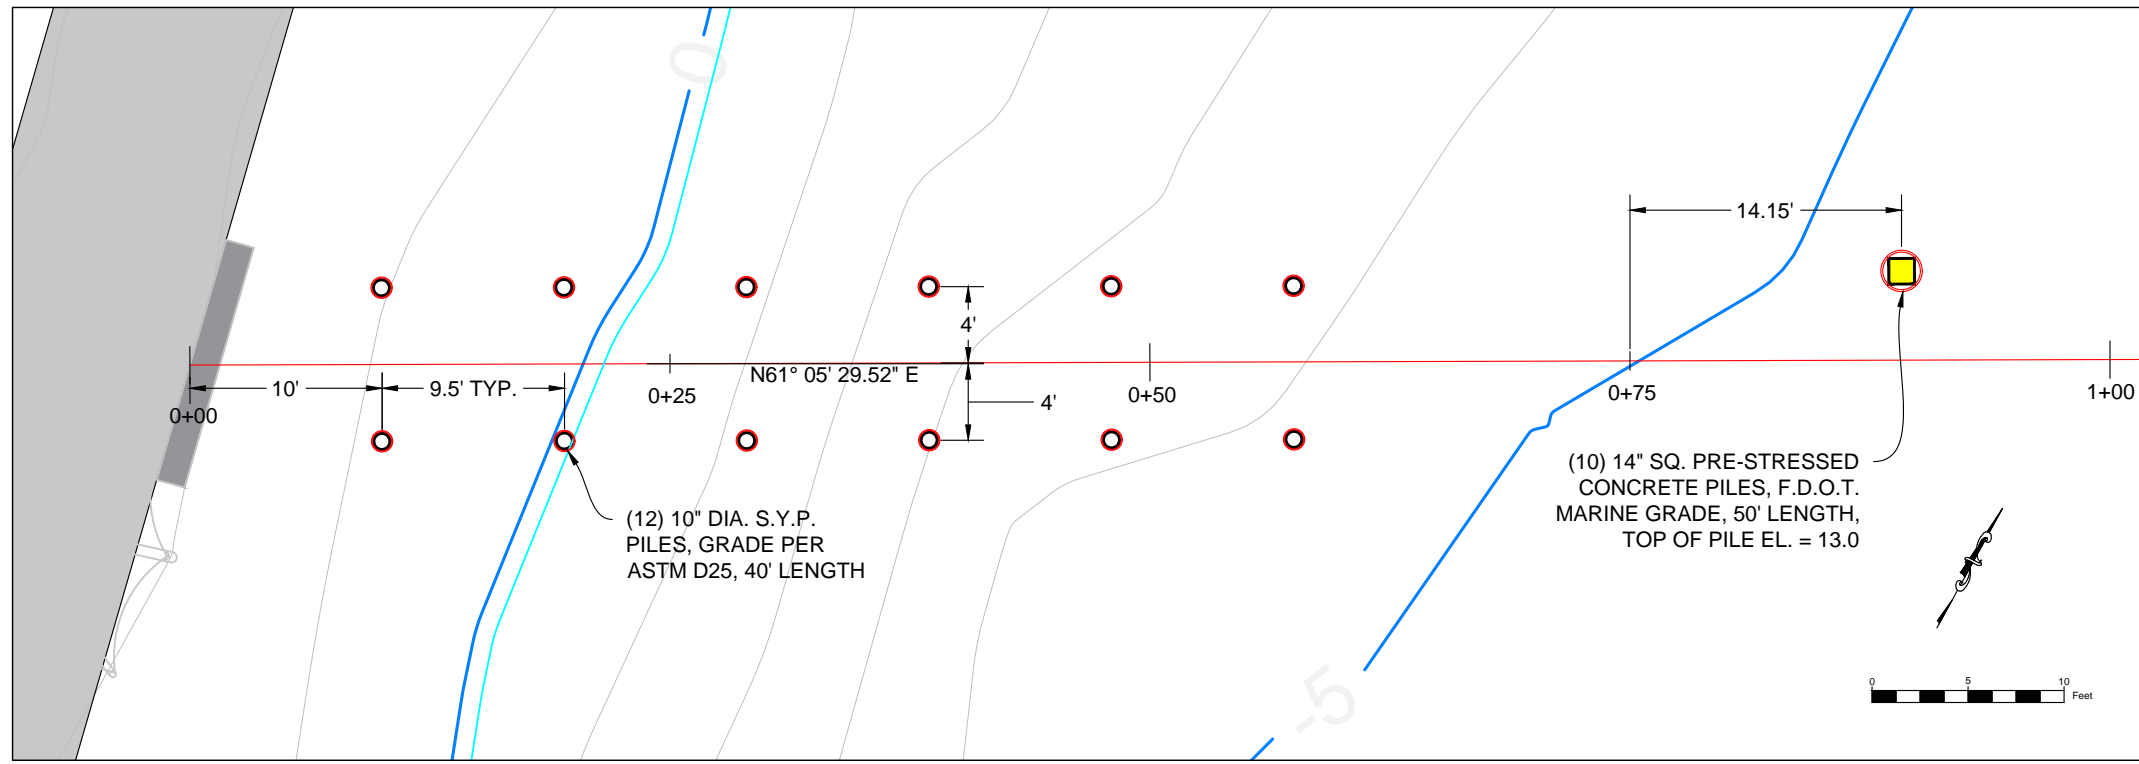 0
14.15'
4'
N61° 05' 29.52" E
10'
9.5' TYP.
4'
0+00
0+25
0+50
0+75
1+00
(10) 14" SQ. PRE-STRESSED
CONCRETE PILES, F.D.O.T.
MARINE GRADE, 50' LENGTH,
TOP OF PILE EL. = 13.0
(12) 10" DIA. S.Y.P.
PILES, GRADE PER
ASTM D25, 40' LENGTH
-5
0 5 10
Feet